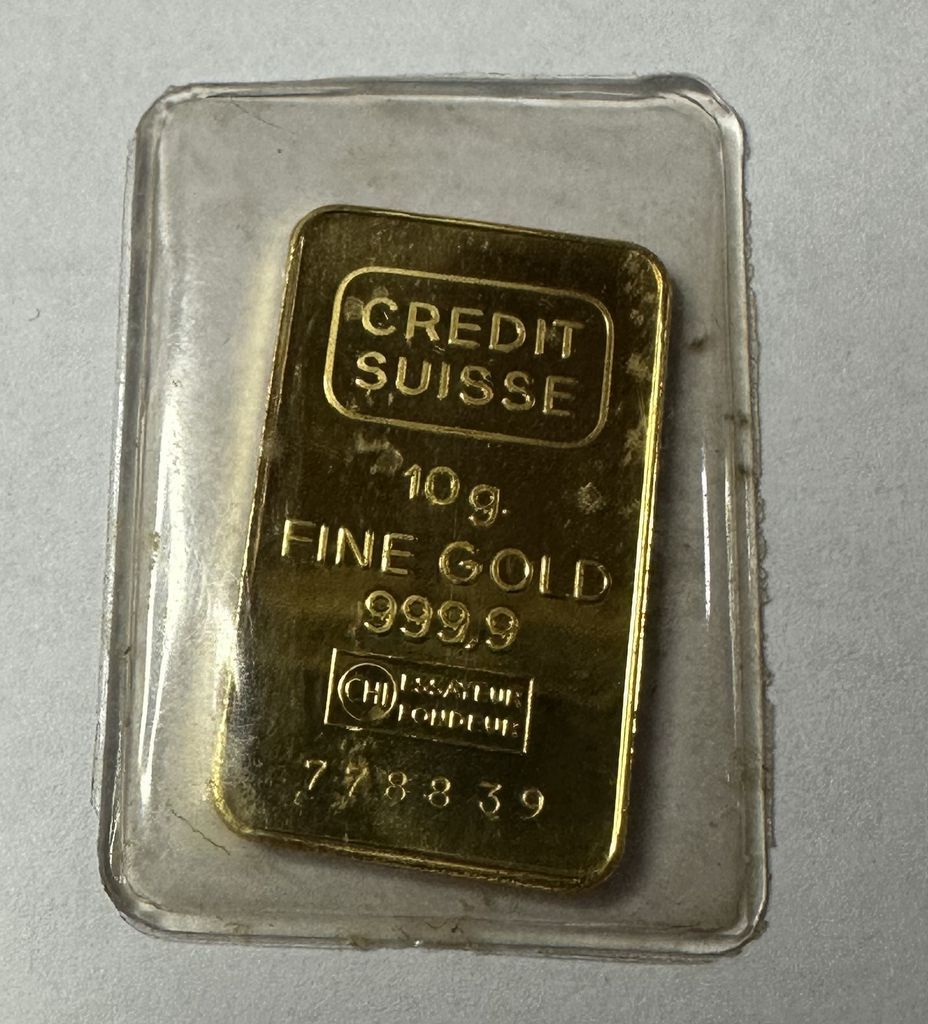 CREDIT
SUISSE
10 g.
FINE GOLD
999,9
CHI ESSAYEUR
FONDEUR
778839